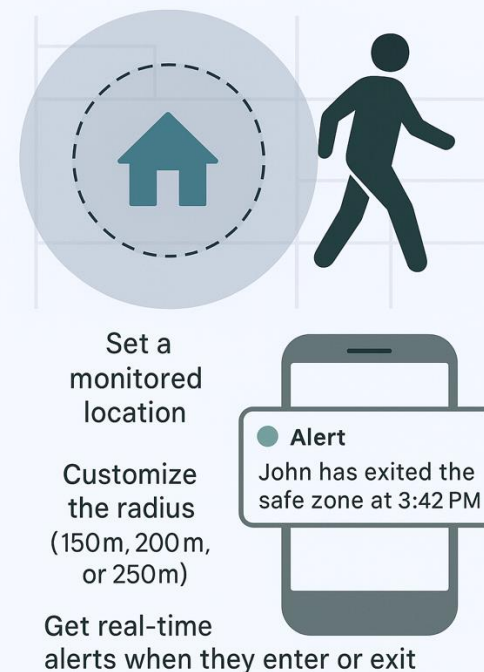 Set a
monitored
location
Customize
the radius
(150m, 200m,
or 250m)
Alert
John has exited the
safe zone at 3:42 PM
Get real-time
alerts when they enter or exit